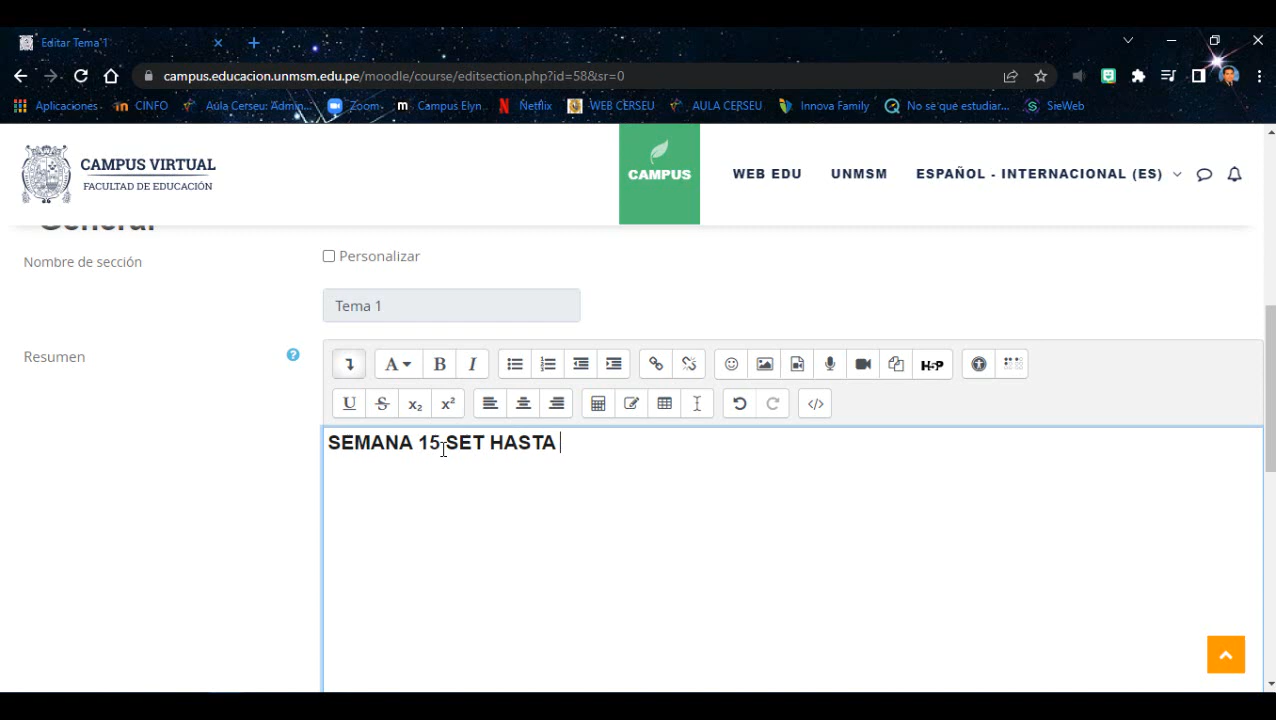 Editar Tema 1
campus.educacion.unmsm.edu.pe/moodle/course/editsection.php?id=58&sr=0
Aplicaciones CINFO Aula Cerseu: Admin... Zoom Campus Elyn Netflix WEB CERSEU AULA CERSEU Innova Family No se qué estudiar... SieWeb
CAMPUS VIRTUAL
FACULTAD DE EDUCACIÓN
CAMPUS WEB EDU UNMSM ESPAÑOL - INTERNACIONAL (ES)
General
Nombre de sección Personalizar
Tema 1
Resumen
A B I H-P
U S x₂ x²
SEMANA 15 SET HASTA